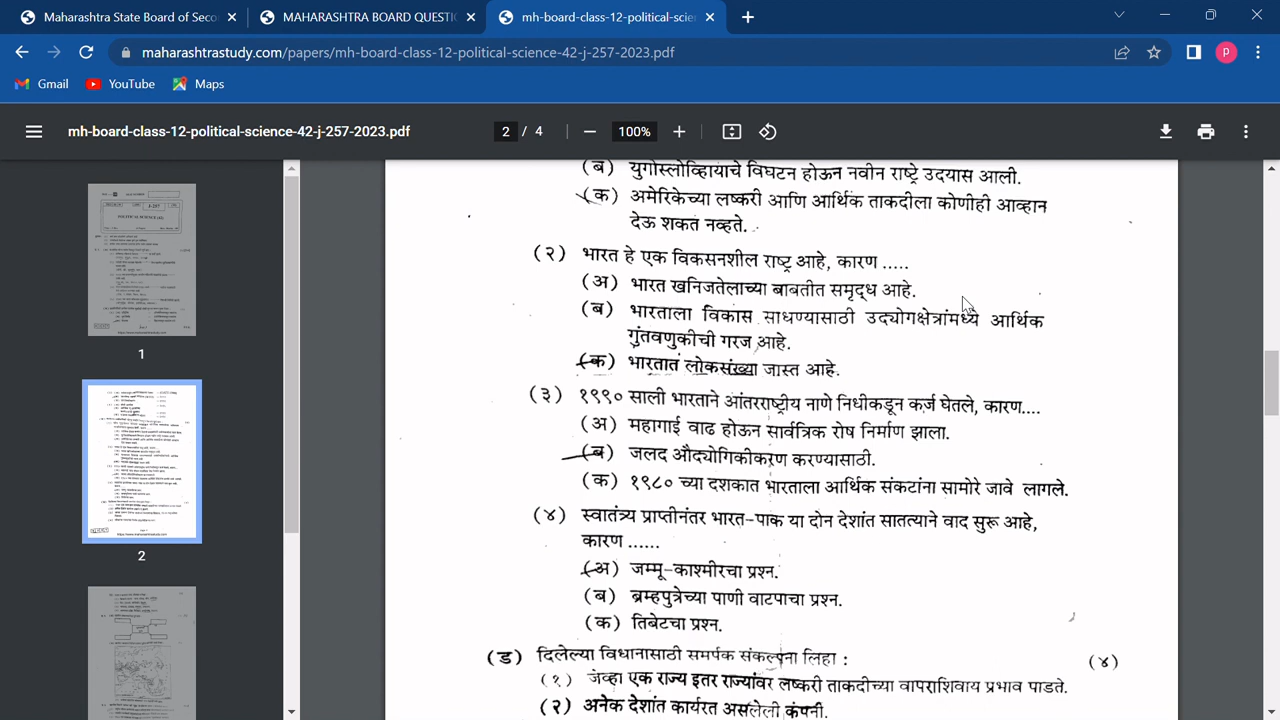 Maharashtra State Board of Seco
MAHARASHTRA BOARD QUESTIO
mh-board-class-12-political-scien
maharashtrastudy.com/papers/mh-board-class-12-political-science-42-j-257-2023.pdf
P
Gmail
YouTube
Maps
mh-board-class-12-political-science-42-j-257-2023.pdf
2 / 4
100%
POLITICAL SCIENCE (42)
1
2
(ब) युगोस्लोव्हियाचे विघटन होऊन नवीन राष्ट्रे उदयास आली.
(क) अमेरिकेच्या लष्करी आणि आर्थिक ताकदीला कोणीही आव्हान
देऊ शकत नव्हते.
(२) भारत हे एक विकसनशील राष्ट्र आहे, कारण .....
(अ) भारत खनिजतेलाच्या बाबतीत समृद्ध आहे.
(ब) भारताला विकास साधण्यासाठी उद्योगक्षेत्रामध्ये आर्थिक
गुंतवणुकीची गरज आहे.
(क) भारतात लोकसंख्या जास्त आहे.
(३) १९९० साली भारताने आंतरराष्ट्रीय नाणेनिधीकडून कर्ज घेतले, कारण....
(अ) महागाई वाढ होऊन सार्वत्रिक रोष निर्माण झाला.
(ब) जलद औद्योगिकीकरण करण्यासाठी.
(क) १९८० च्या दशकात भारताला आर्थिक संकटांना सामोरे जावे लागले.
(४) स्वातंत्र्य प्राप्तीनंतर भारत-पाक या दोन देशांत सातत्याने वाद सुरू आहे,
कारण ......
(अ) जम्मू-काश्मीरचा प्रश्न.
(ब) ब्रम्हपुत्रेच्या पाणी वाटपाचा
(क) तिबेटचा प्रश्न.
(ड) दिलेल्या विधानासाठी समर्पक संकल्पना लिहा : (४)
(१) जेव्हा एक राज्य इतर राज्यांवर लष्करी वापराशिवाय प्रभाव पाडते.
(२) अनेक देशांत कार्यरत असलेली कंपनी.